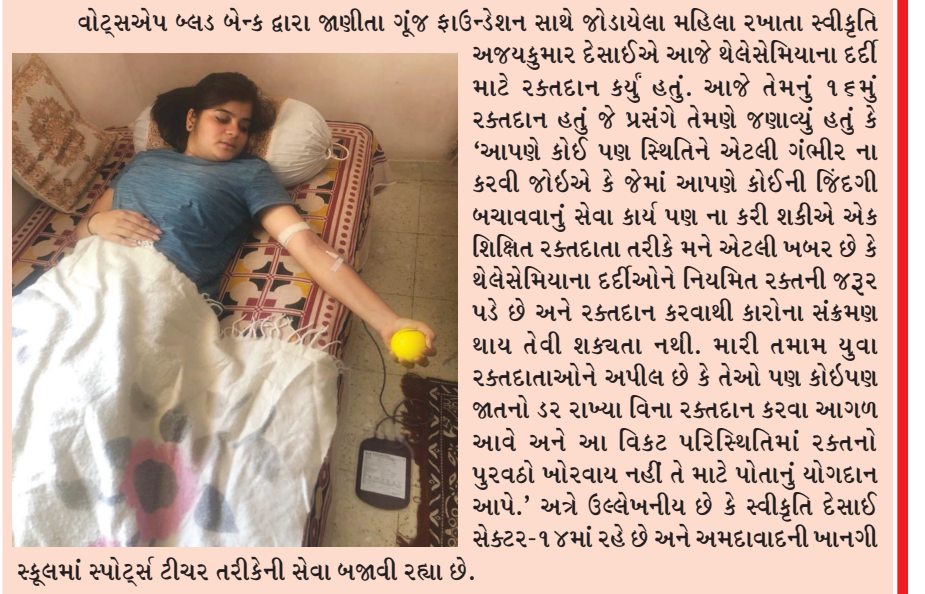 વોટ્સએપ બ્લડ બેન્ક દ્વારા જાણીતા ગૂંજ ફાઉન્ડેશન સાથે જોડાયેલા મહિલા રખાતા સ્વીકૃતિ
અજયકુમાર દેસાઈએ આજે થેલેસેમિયાના દર્દી
માટે રક્તદાન કર્યું હતું. આજે તેમનું ૧૬મું
રક્તદાન હતું જે પ્રસંગે તેમણે જણાવ્યું હતું કે
‘આપણે કોઈ પણ સ્થિતિને એટલી ગંભીર ના
કરવી જોઇએ કે જેમાં આપણે કોઈની જિંદગી
બચાવવાનું સેવા કાર્ય પણ ના કરી શકીએ એક
શિક્ષિત રક્તદાતા તરીકે મને એટલી ખબર છે કે
થેલેસેમિયાના દર્દીઓને નિયમિત રક્તની જરૂર
પડે છે અને રક્તદાન કરવાથી કારોના સંક્રમણ
થાય તેવી શક્યતા નથી. મારી તમામ યુવા
રક્તદાતાઓને અપીલ છે કે તેઓ પણ કોઇપણ
જાતનો ડર રાખ્યા વિના રક્તદાન કરવા આગળ
આવે અને આ વિકટ પરિસ્થિતિમાં રક્તનો
પુરવઠો ખોરવાય નહીં તે માટે પોતાનું યોગદાન
આપે.’ અત્રે ઉલ્લેખનીય છે કે સ્વીકૃતિ દેસાઈ
સેક્ટર-૧૪માં રહે છે અને અમદાવાદની ખાનગી
સ્કૂલમાં સ્પોર્ટ્સ ટીચર તરીકેની સેવા બજાવી રહ્યા છે.